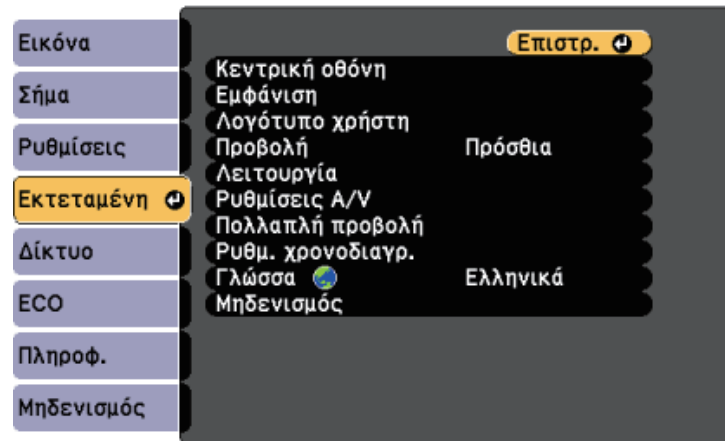 Εικόνα
Σήμα
Ρυθμίσεις
Εκτεταμένη
Δίκτυο
ECO
Πληροφ.
Μηδενισμός
Επιστρ.
Κεντρική οθόνη
Εμφάνιση
Λογότυπο χρήστη
Προβολή Πρόσθια
Λειτουργία
Ρυθμίσεις A/V
Πολλαπλή προβολή
Ρυθμ. χρονοδιαγρ.
Γλώσσα Ελληνικά
Μηδενισμός